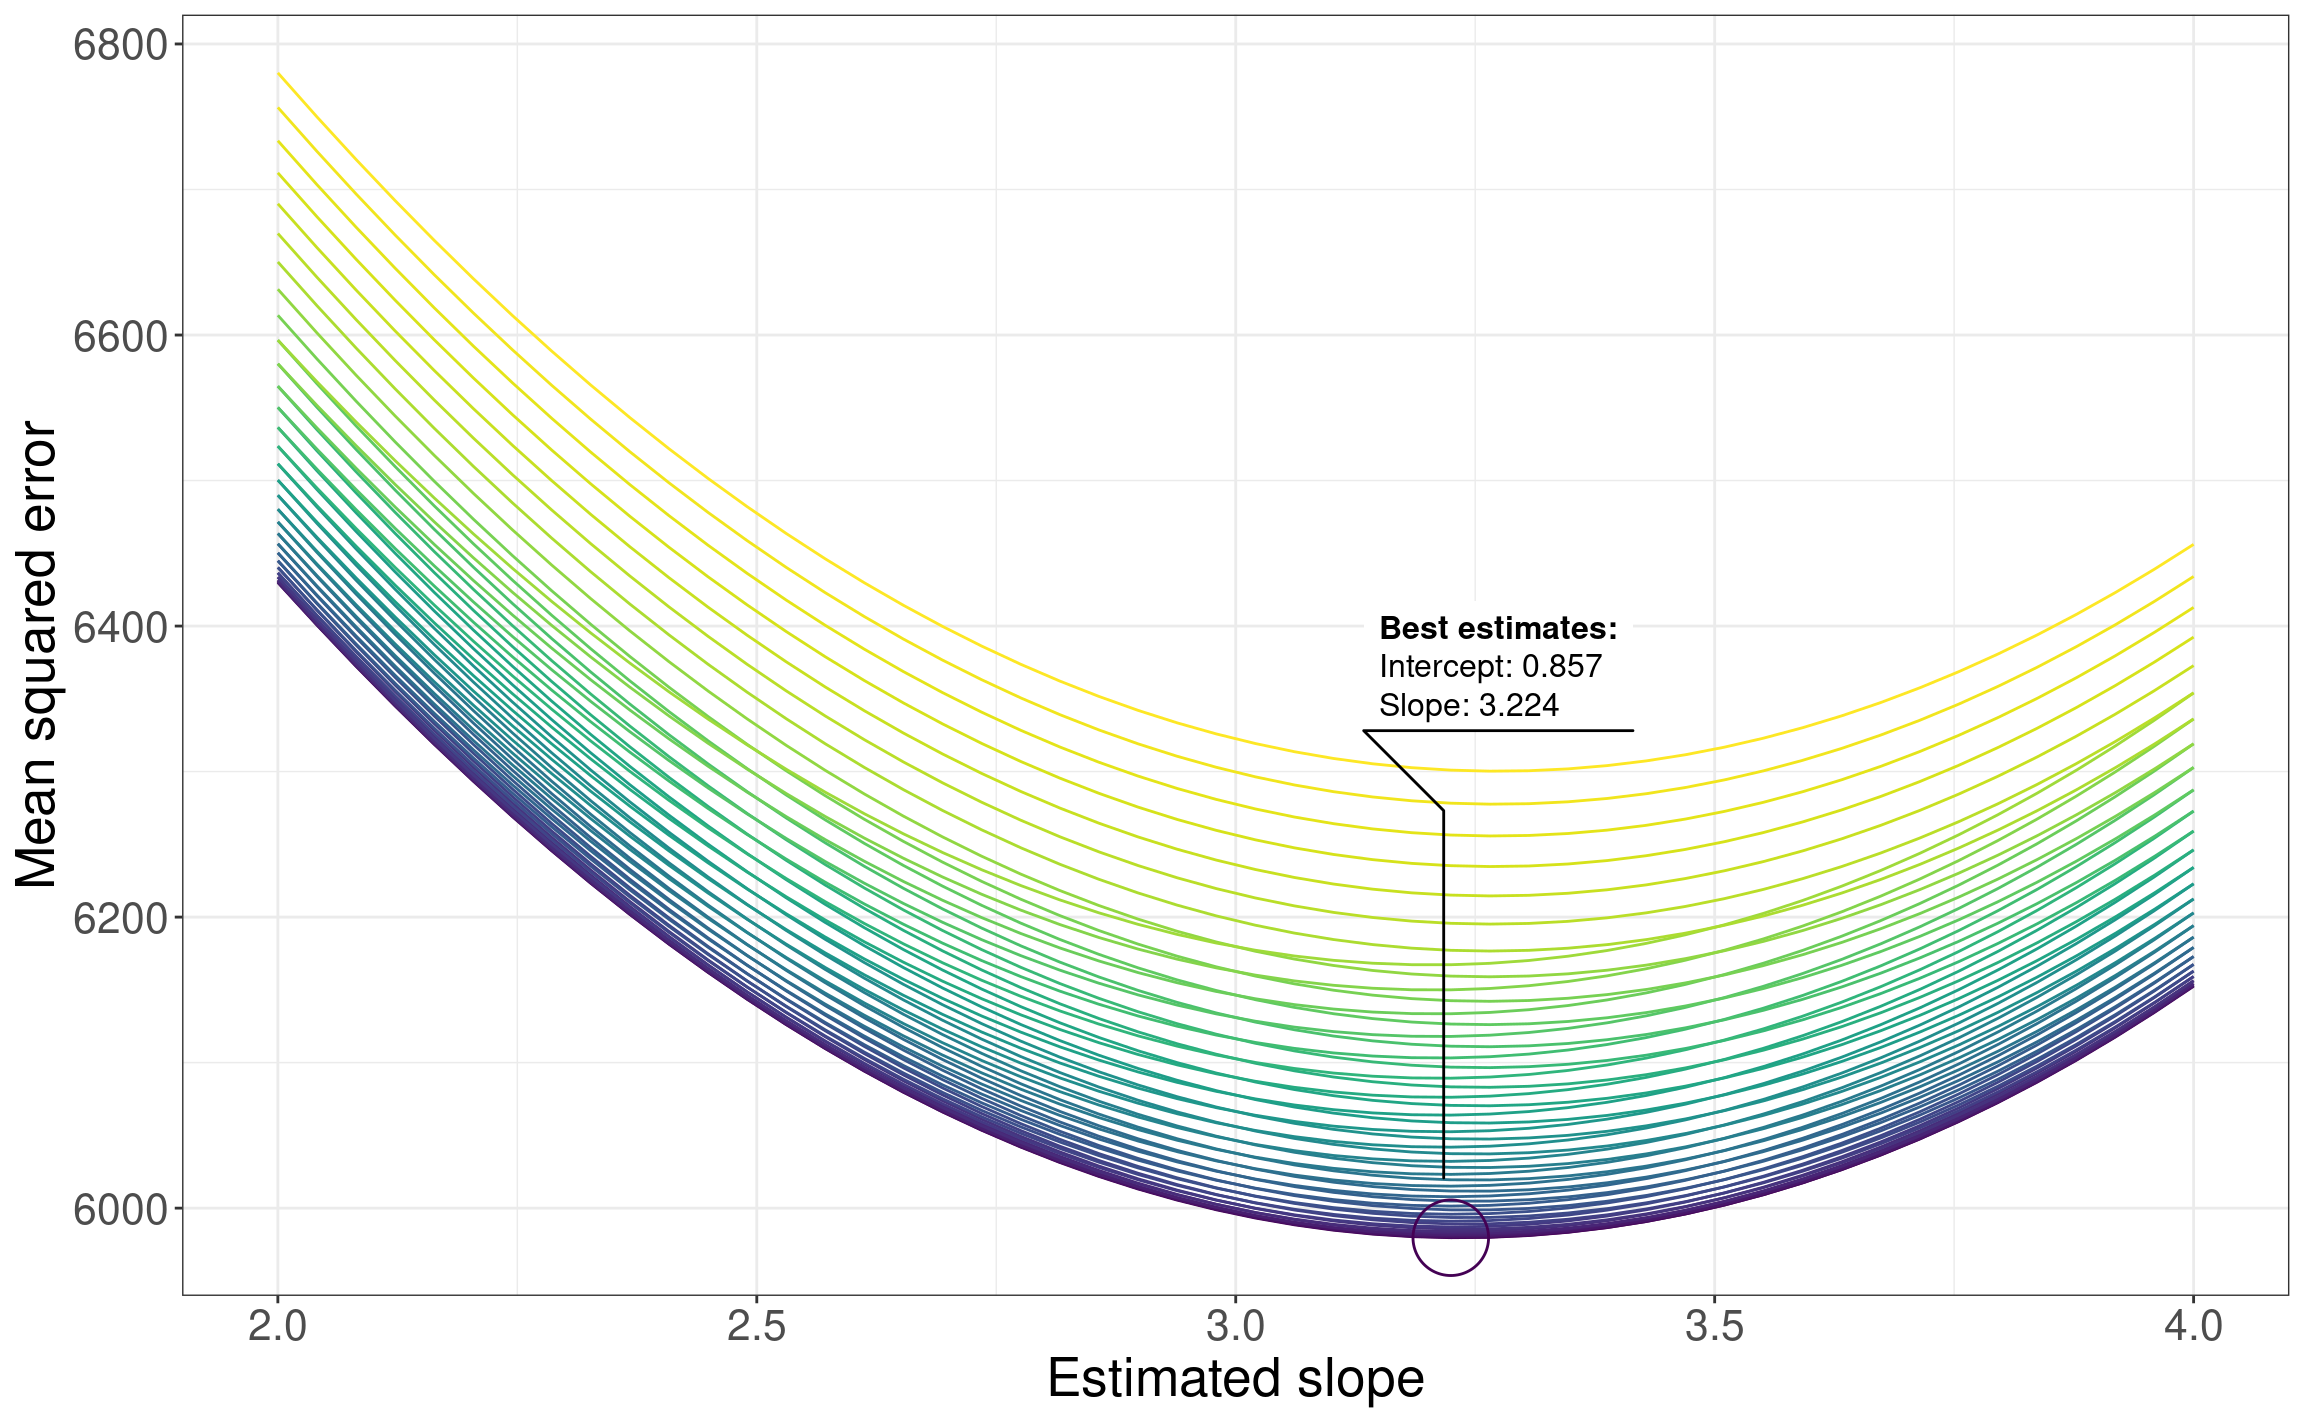 6800
6600
6400
6200
6000
Mean squared error
Best estimates:
Intercept: 0.857
Slope: 3.224
2.0 2.5 3.0 3.5 4.0
Estimated slope